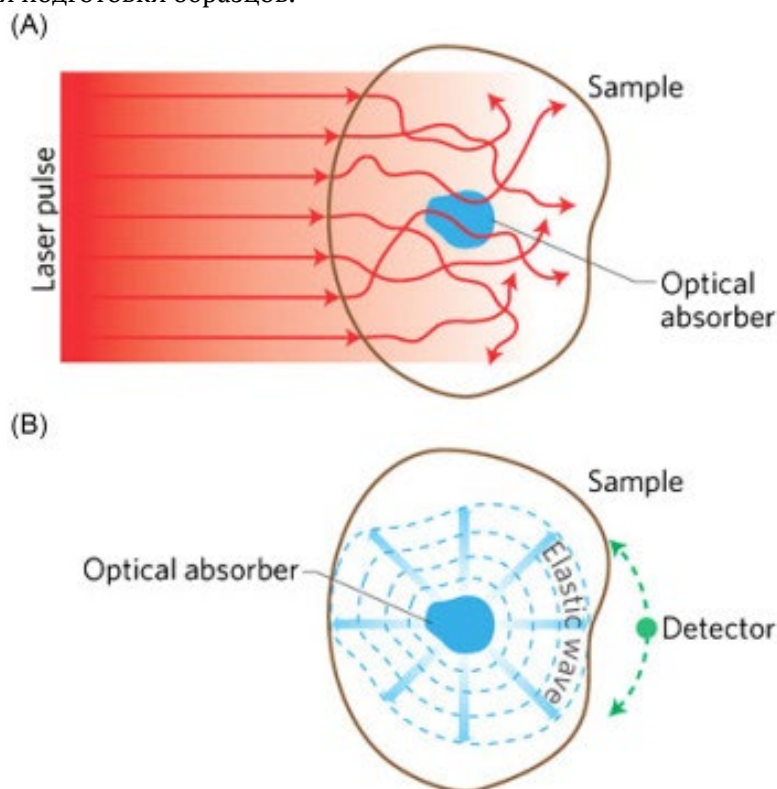 (A)
Sample
Laser pulse
Optical
absorber
(B)
Sample
Optical absorber
Elastic wave
Detector